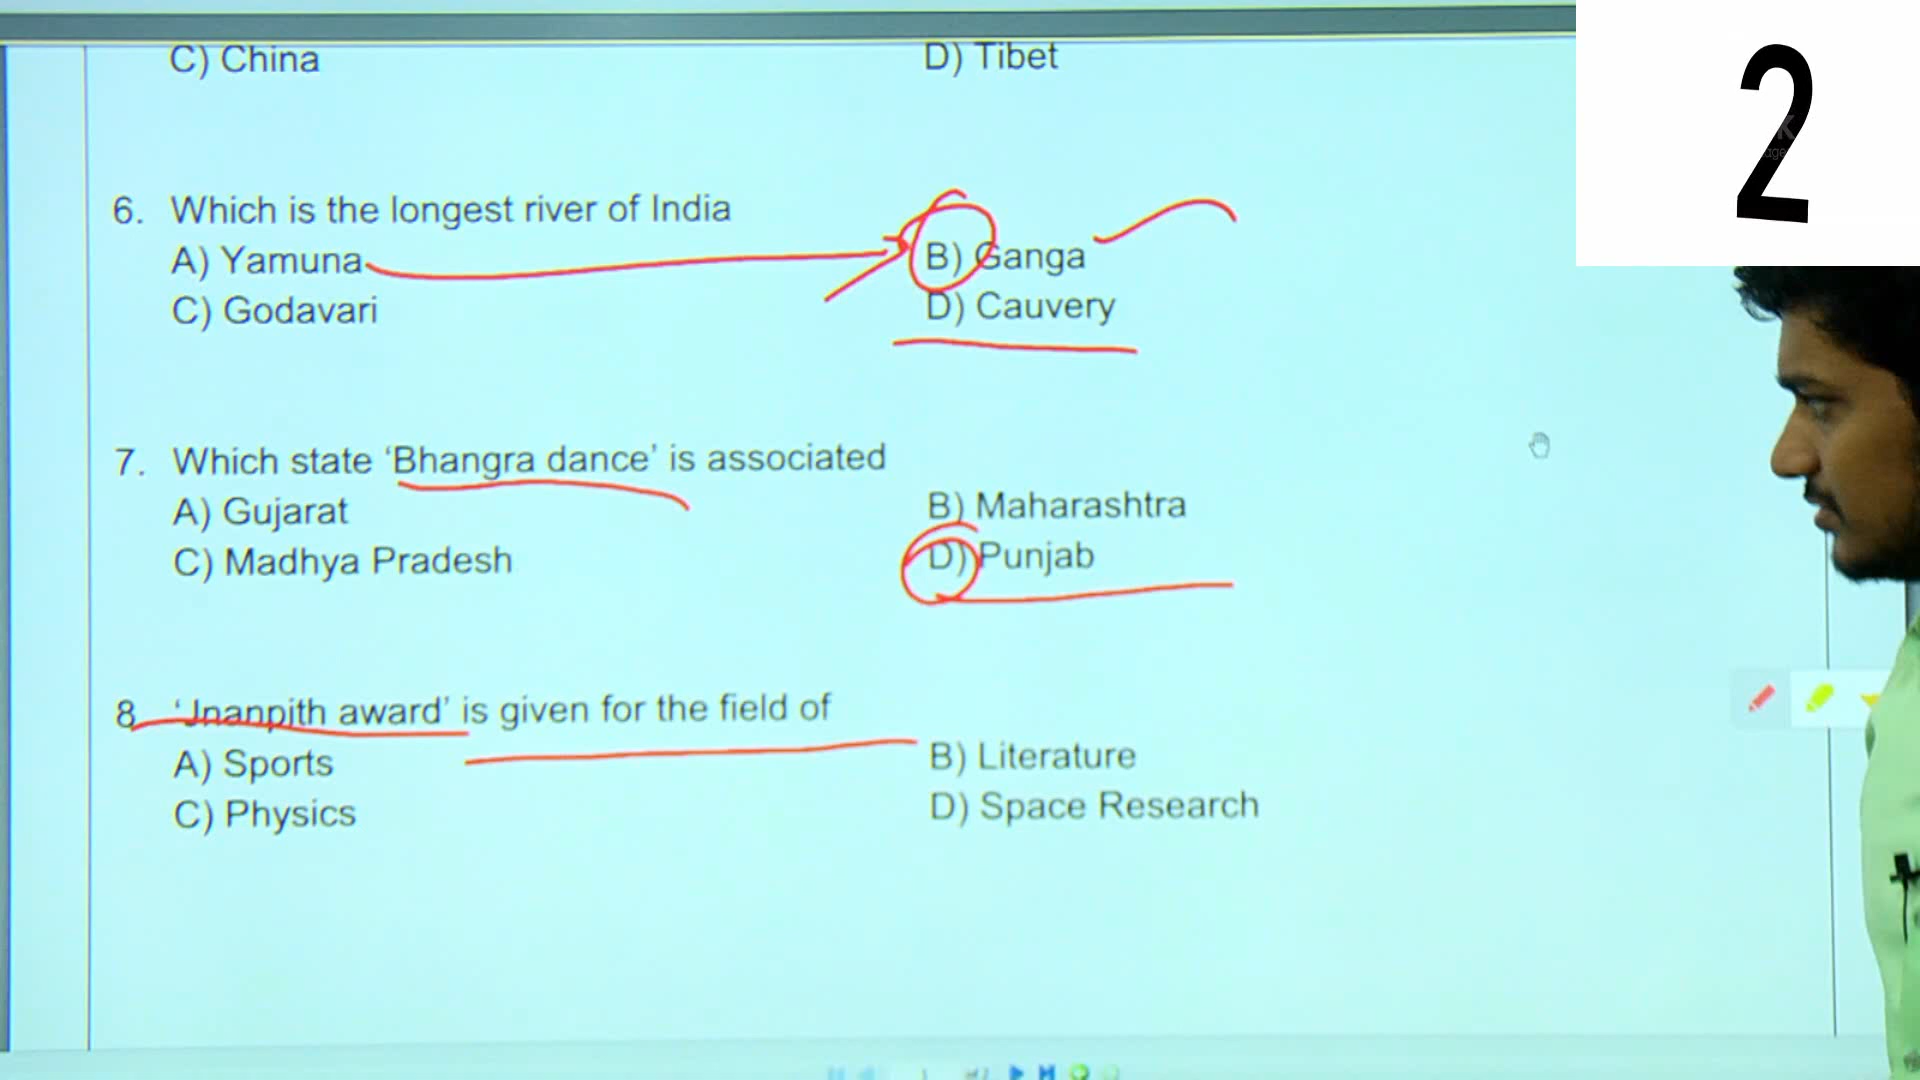 C) China D) Tibet
2
6. Which is the longest river of India
A) Yamuna B) Ganga
C) Godavari D) Cauvery
7. Which state ‘Bhangra dance’ is associated
A) Gujarat B) Maharashtra
C) Madhya Pradesh D) Punjab
8 ‘Jnanpith award’ is given for the field of
A) Sports B) Literature
C) Physics D) Space Research